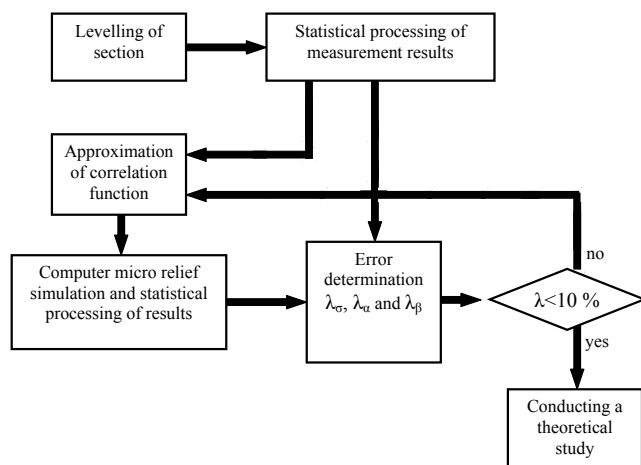 Levelling of
section
Statistical processing of
measurement results
Approximation
of correlation
function
Computer micro relief
simulation and statistical
processing of results
Error
determination
λσ, λα and λβ
no
λ<10 %
yes
Conducting a
theoretical
study